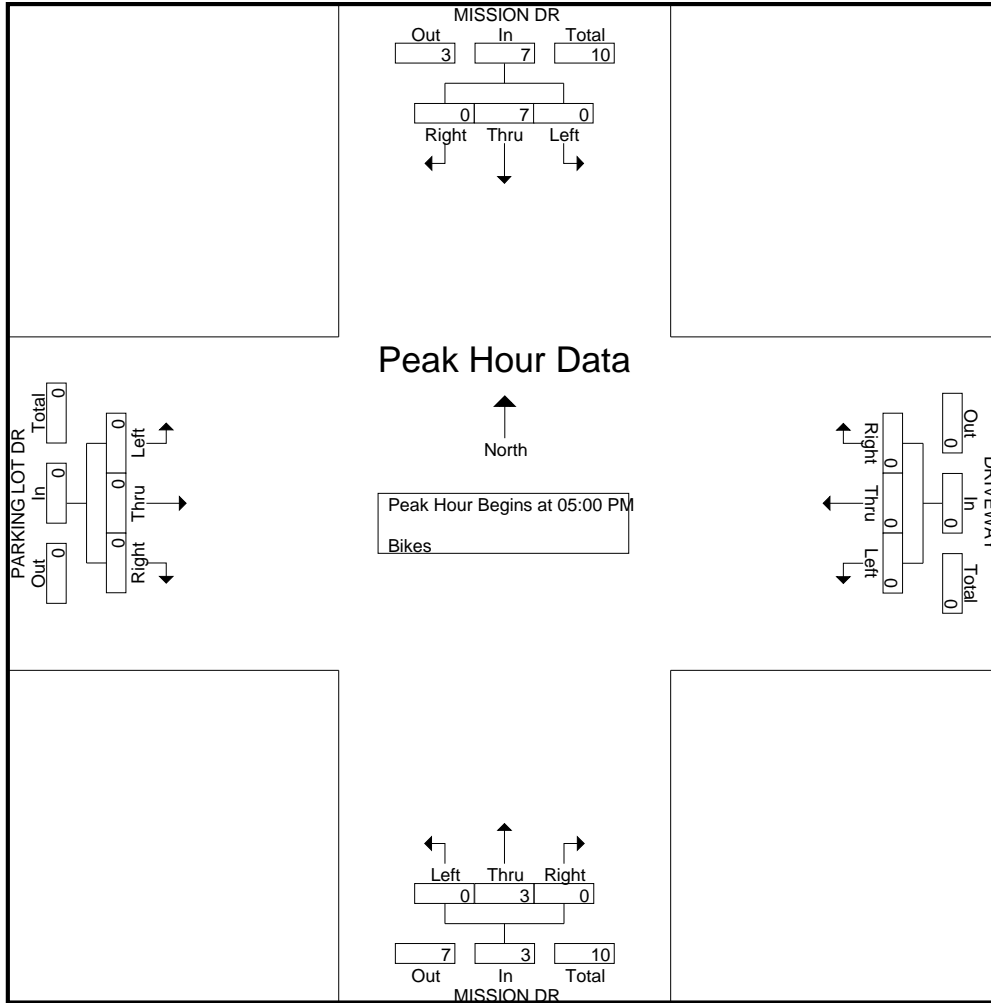 MISSION DR
Out In Total
3 7 10
0 7 0
Right Thru Left
Peak Hour Data
North
Peak Hour Begins at 05:00 PM
Bikes
PARKING LOT DR
Out In Total
0 0 0
Right Thru Left
0 0 0
DRIVEWAY
Out In Total
0 0 0
Right Thru Left
0 0 0
Left Thru Right
0 3 0
7 3 10
Out In Total
MISSION DR